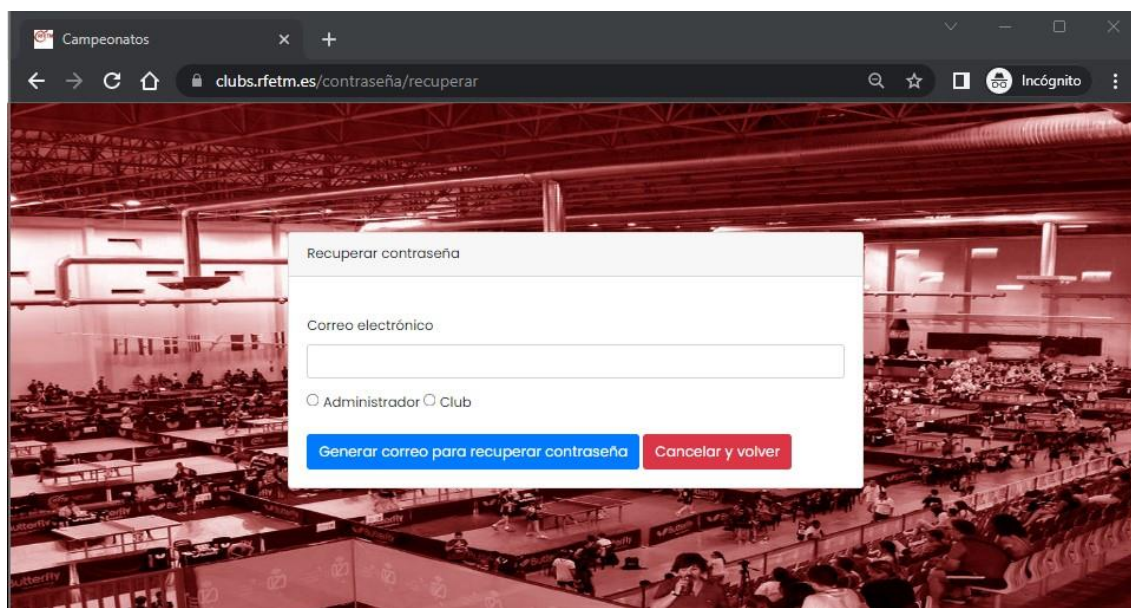 Campeonatos
clubs.rfetm.es/contraseña/recuperar
Incógnito
Recuperar contraseña
Correo electrónico
Administrador Club
Generar correo para recuperar contraseña Cancelar y volver
Butterfly